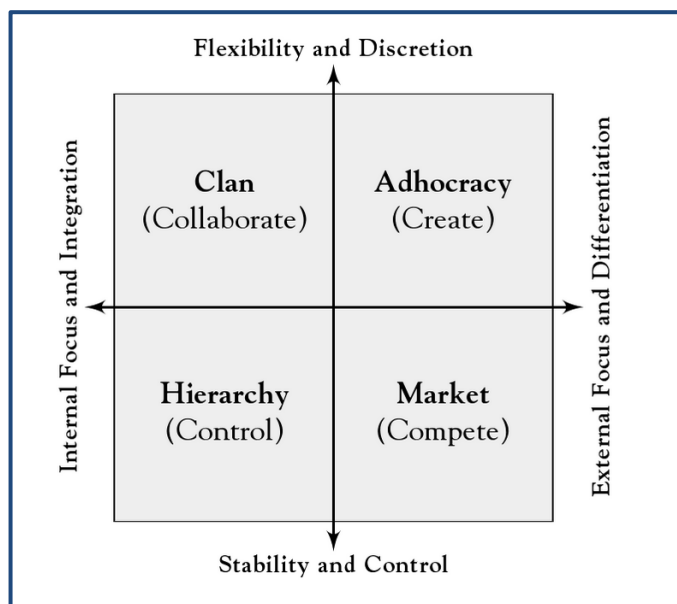 Flexibility and Discretion
Internal Focus and Integration
Clan
(Collaborate)
Adhocracy
(Create)
Hierarchy
(Control)
Market
(Compete)
External Focus and Differentiation
Stability and Control